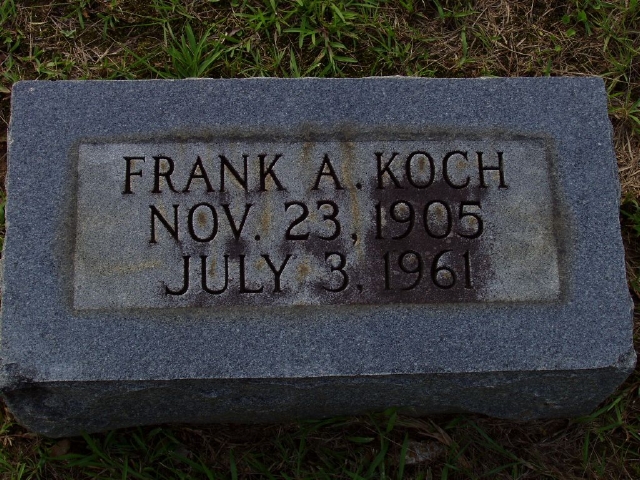 FRANK A. KOCH
NOV. 23, 1905
JULY 3, 1961